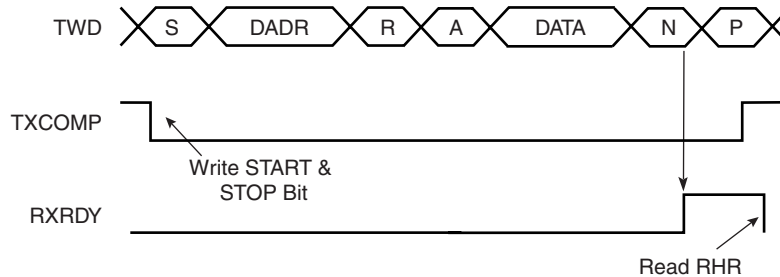 TWD S DADR R A DATA N P
TXCOMP
Write START &
STOP Bit
RXRDY
Read RHR